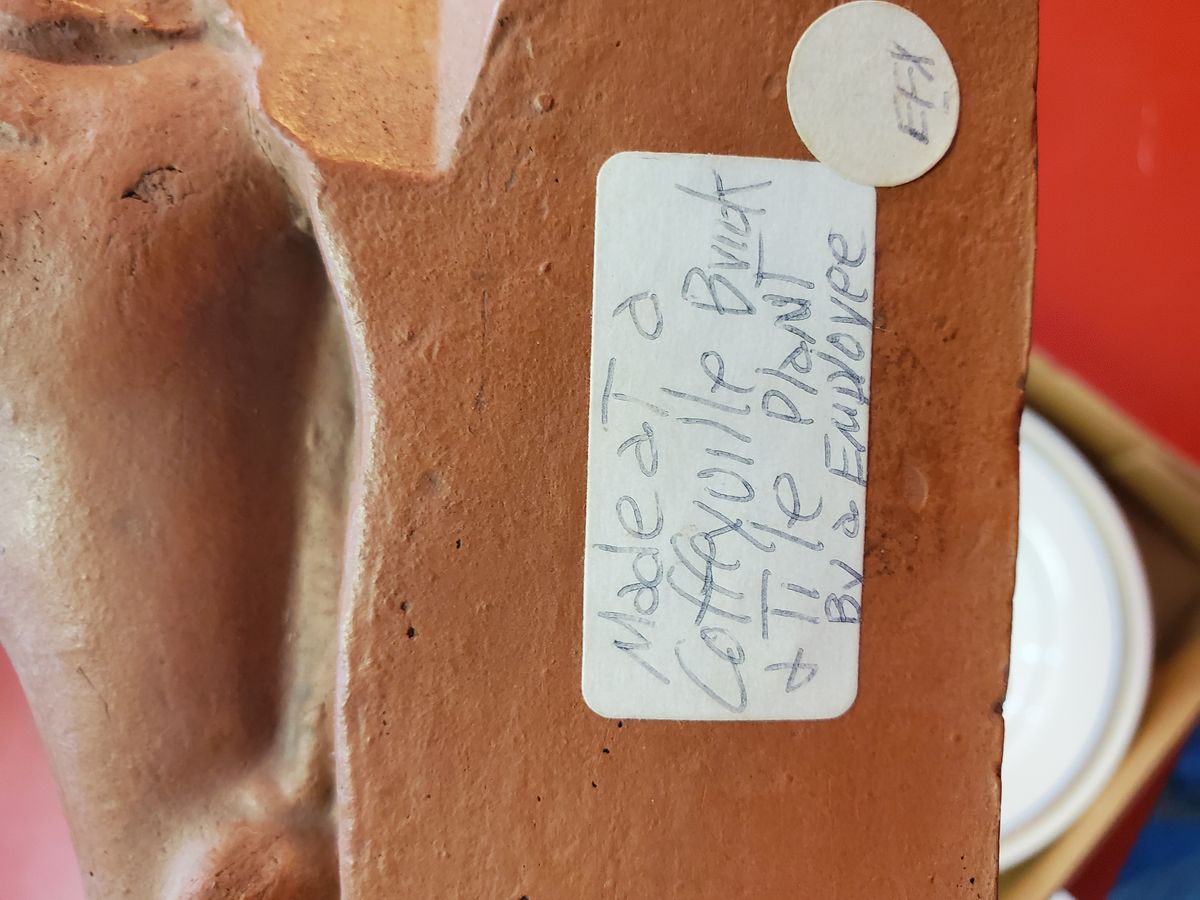 Made aT a
Coffeyville Brick
& Tile PlaNT
By a Employee
EFX